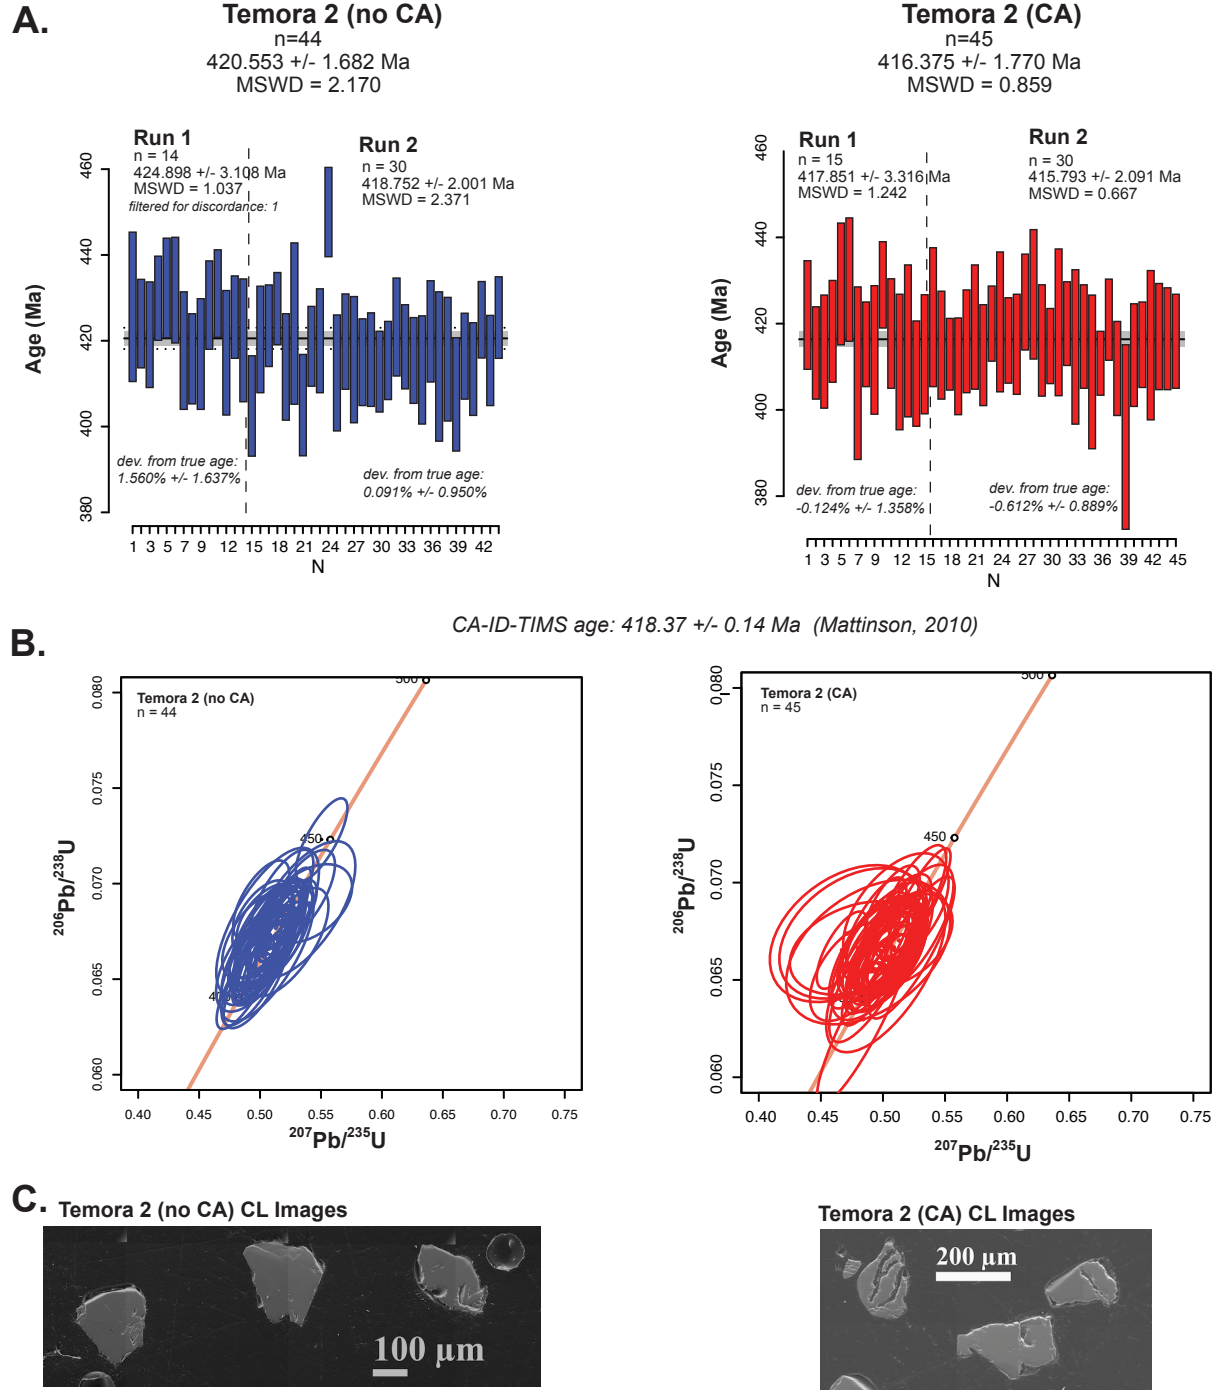 A.
Temora 2 (no CA)
n=44
420.553 +/- 1.682 Ma
MSWD = 2.170
Temora 2 (CA)
n=45
416.375 +/- 1.770 Ma
MSWD = 0.859
Run 1
n = 14
424.898 +/- 3.108 Ma
MSWD = 1.037
filtered for discordance: 1
Run 2
n = 30
418.752 +/- 2.001 Ma
MSWD = 2.371
Age (Ma)
460
440
420
400
380
dev. from true age:
1.560% +/- 1.637%
dev. from true age:
0.091% +/- 0.950%
1 3 5 7 9 12 15 18 21 24 27 30 33 36 39 42
N
Run 1
n = 15
417.851 +/- 3.316 Ma
MSWD = 1.242
Run 2
n = 30
415.793 +/- 2.091 Ma
MSWD = 0.667
Age (Ma)
460
440
420
400
380
dev. from true age:
-0.124% +/- 1.358%
dev. from true age:
-0.612% +/- 0.889%
1 3 5 7 9 12 15 18 21 24 27 30 33 36 39 42 45
N
CA-ID-TIMS age: 418.37 +/- 0.14 Ma (Mattinson, 2010)
B.
Temora 2 (no CA)
n = 44
500
450
206Pb/238U
0.080
0.075
0.070
0.065
0.060
0.40 0.45 0.50 0.55 0.60 0.65 0.70 0.75
207Pb/235U
Temora 2 (CA)
n = 45
500
450
206Pb/238U
0.080
0.075
0.070
0.065
0.060
0.40 0.45 0.50 0.55 0.60 0.65 0.70 0.75
207Pb/235U
C.
Temora 2 (no CA) CL Images
100 µm
Temora 2 (CA) CL Images
200 µm